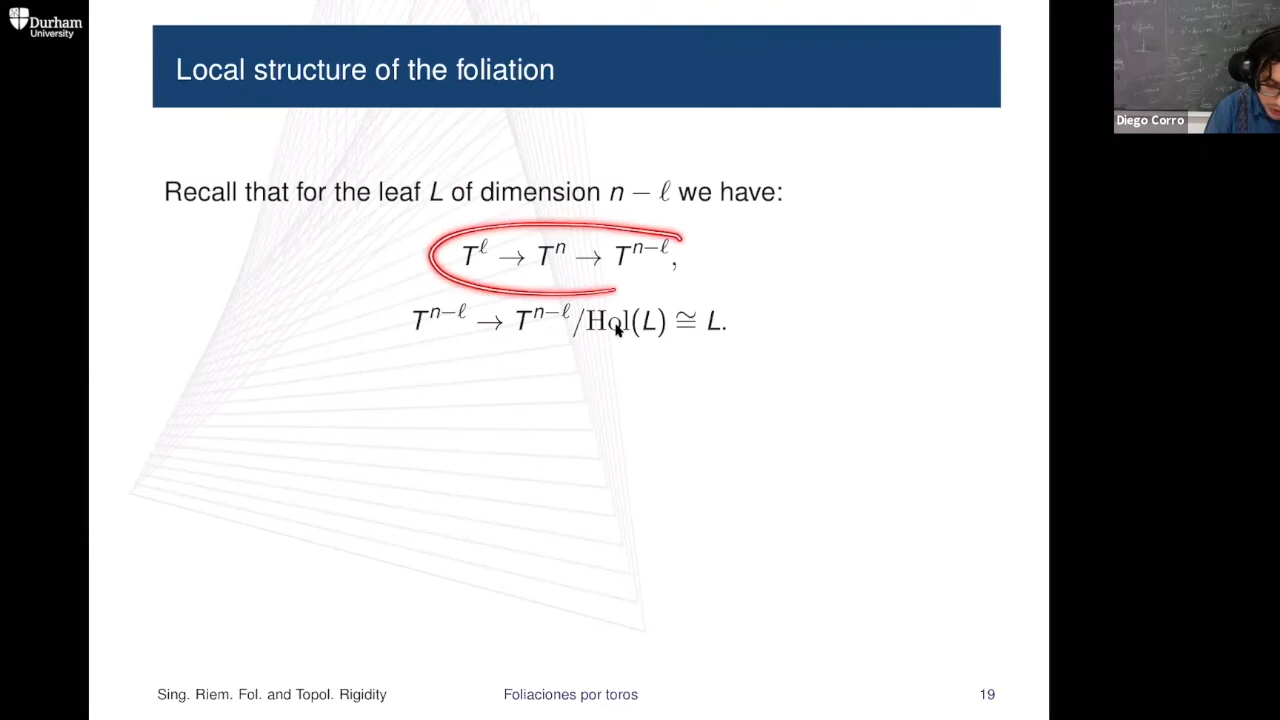 Durham
University
Local structure of the foliation
Diego Corro
Recall that for the leaf L of dimension n − ℓ we have:
T^ℓ → T^n → T^{n−ℓ},
T^{n−ℓ} → T^{n−ℓ}/Hol(L) ≅ L.
Sing. Riem. Fol. and Topol. Rigidity
Foliaciones por toros
19